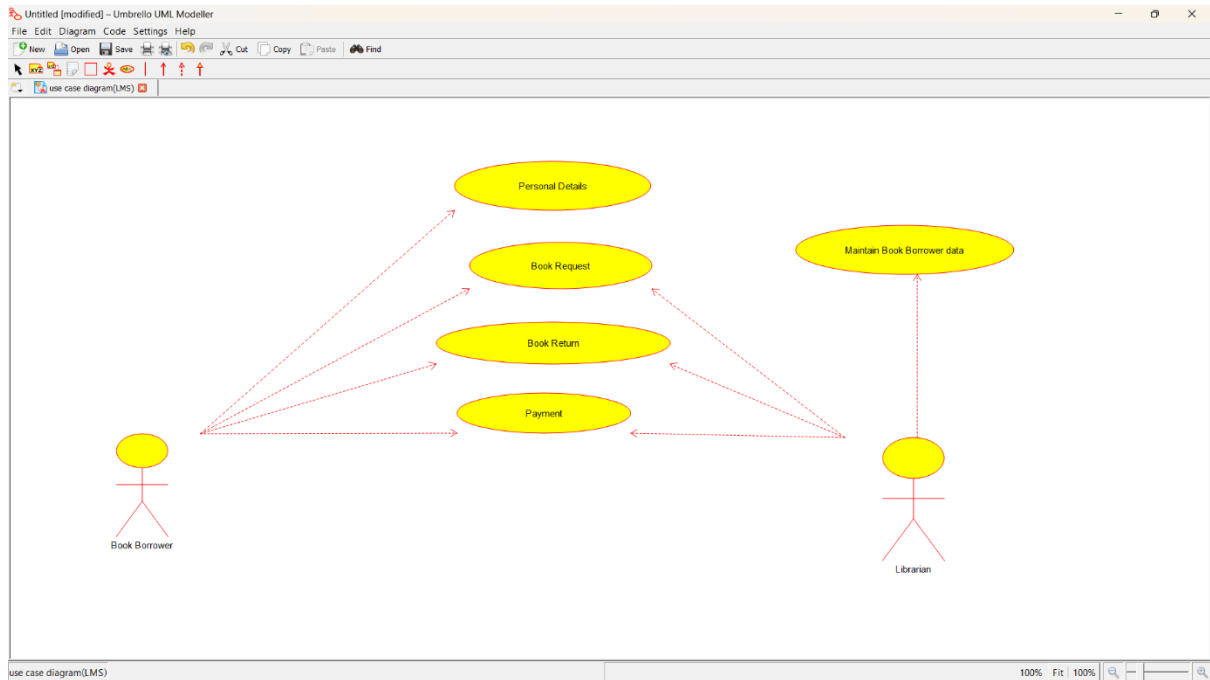 Untitled [modified] – Umbrello UML Modeller
File Edit Diagram Code Settings Help
New Open Save Cut Copy Paste Find
xyz
use case diagram(LMS)
Personal Details
Maintain Book Borrower data
Book Request
Book Return
Payment
Book Borrower
Librarian
use case diagram(LMS) 100% Fit 100%